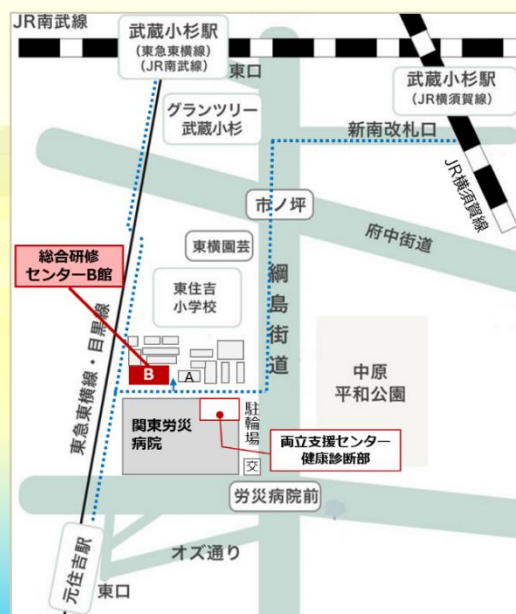 JR南武線
武蔵小杉駅
(東急東横線)
(JR南武線)
東口
武蔵小杉駅
(JR横須賀線)
グランツリー
武蔵小杉
新南改札口
JR横須賀線
市ノ坪
府中街道
東横園芸
総合研修
センターB館
東住吉
小学校
綱島街道
東急東横線・目黒線
B
A
中原
平和公園
関東労災
病院
駐輪場
両立支援センター
健康診断部
交
労災病院前
元住吉駅
オズ通り
東口